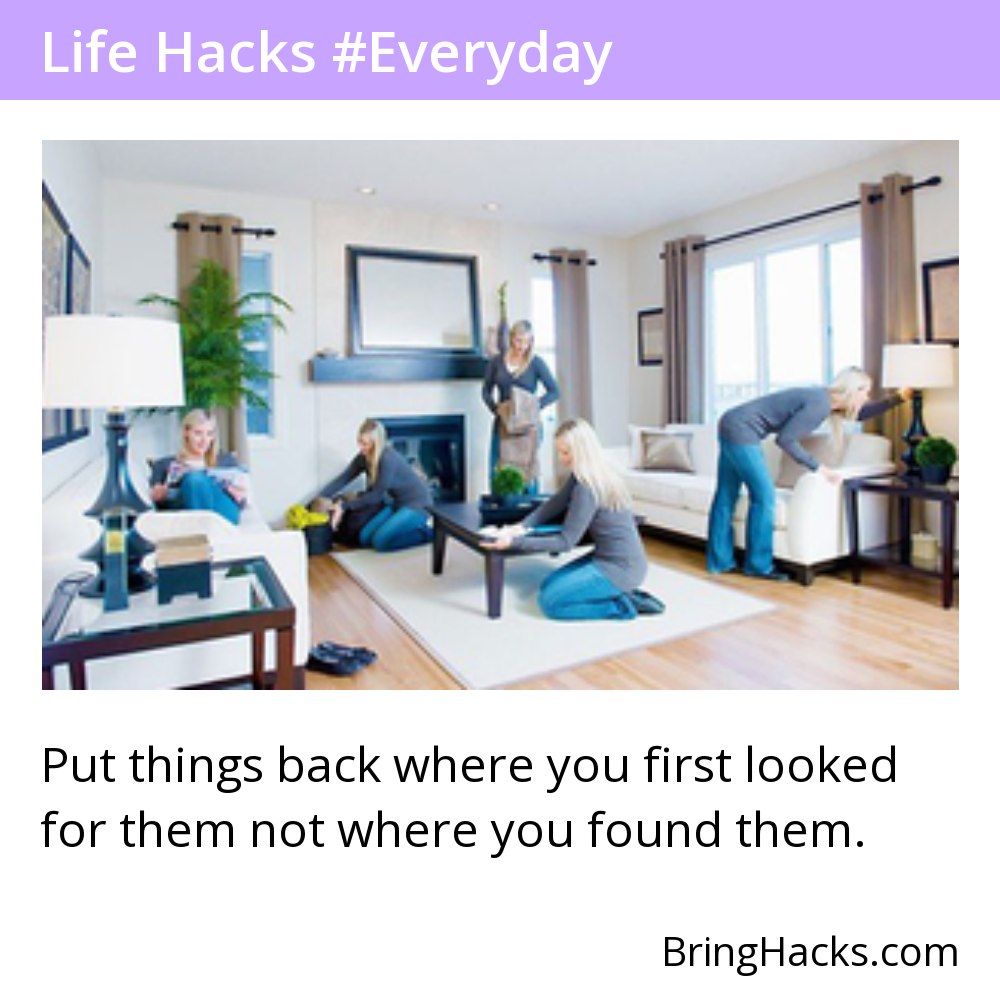 Life Hacks #Everyday
Put things back where you first looked
for them not where you found them.
BringHacks.com